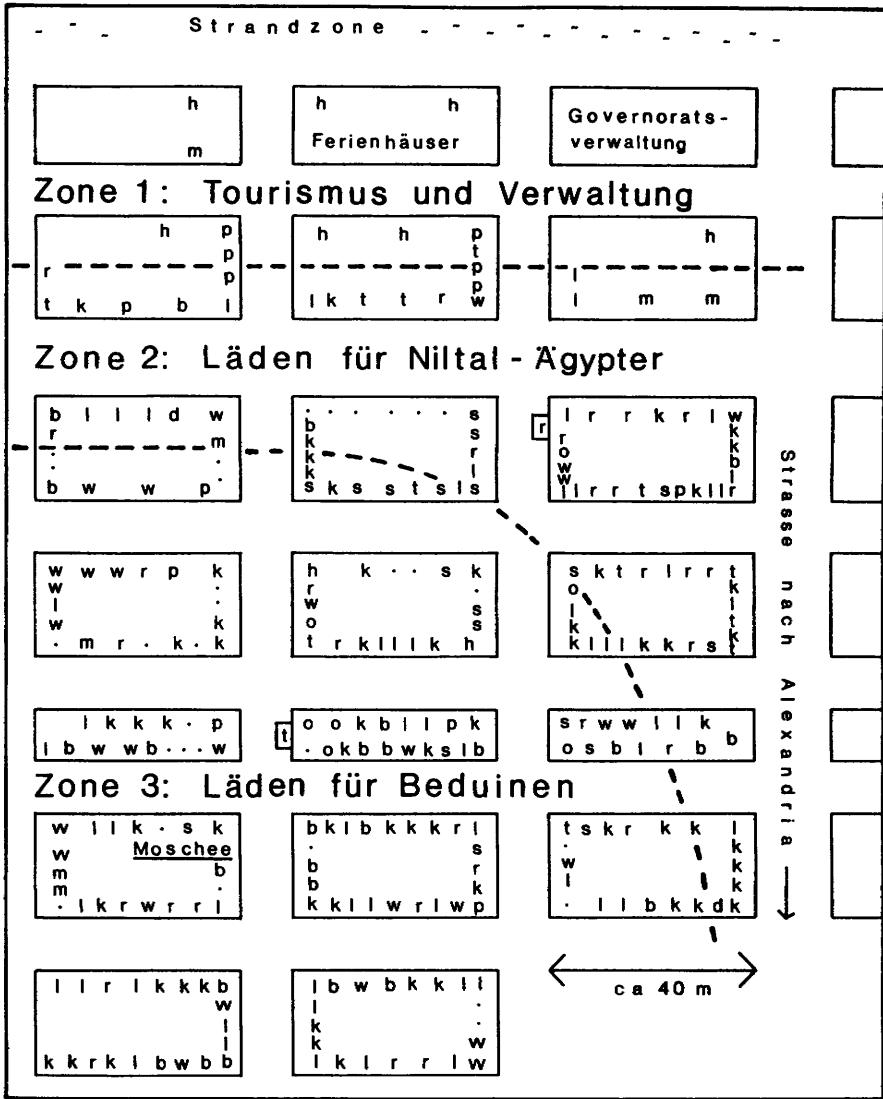 Strandzone
h
m
h h
Ferienhäuser
Governorats-
verwaltung
Zone 1: Tourismus und Verwaltung
h p
p
r p
t k p b l
h h p
t
p
p
l k t t r w
h
l
l m m
Zone 2: Läden für Niltal-Ägypter
b l l l d w
r m
. .
. .
b w w p
. . . . . . s
b s
k r
k l
k
s k s s t s l s
r
l r r k r l w
r k
o k
w b
w l
l l r r t s p k l l r
w w w r p k
w .
l .
w k
. m r . k . k
h k . . s k
r .
w s
o s
t r k l l l k h
s k t r l r r t
o k
l l
k t
k k
k l l l k k r s t
l k k k . p
l b w w b . . . w
t
o o k b l l p k
. o k b b w k s l b
s r w w l l k
b
o s b l r b
Zone 3: Läden für Beduinen
w l l k . s k
Moschee
w b
m .
m
. l k r w r r l
b k l b k k k r l
. s
b r
b k
k k l l w r l w p
t s k r k k l
. k
w k
l k
. l l b k k d k
l l r l k k k b
w
l
l
k k r k l b w b b
l b w b k k l l
l .
k .
k w
l k l r r l w
ca 40 m
Strasse nach Alexandria